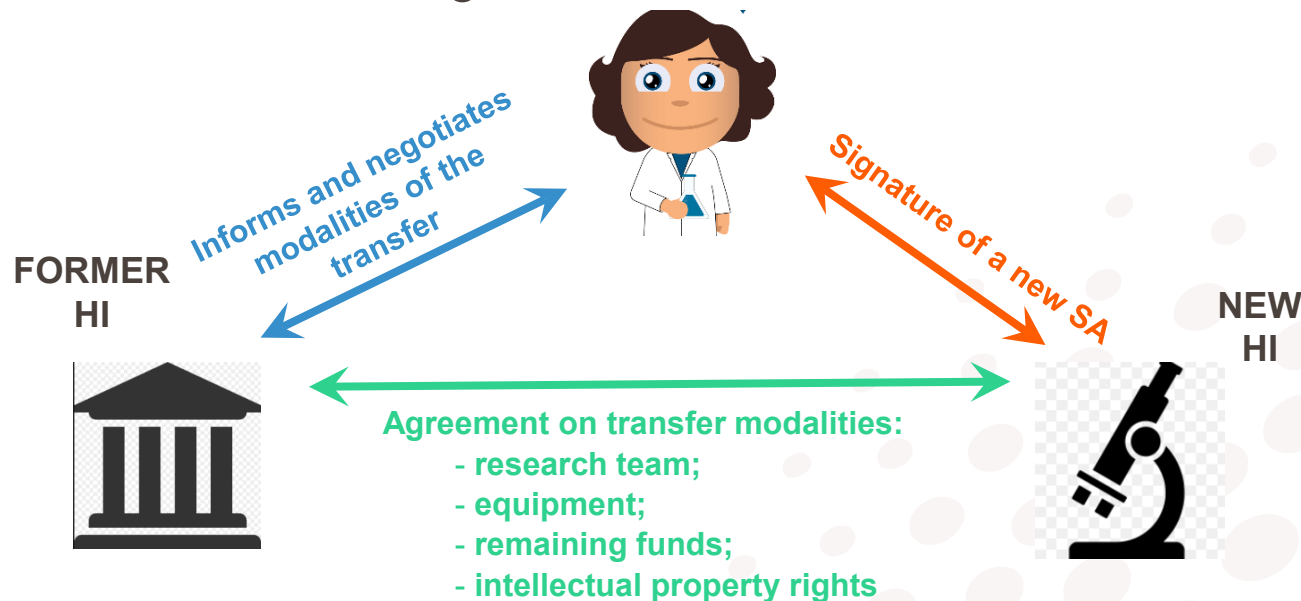 Informs and negotiates
modalities of the
transfer
Signature of a new SA
FORMER
HI
NEW
HI
Agreement on transfer modalities:
- research team;
- equipment;
- remaining funds;
- intellectual property rights